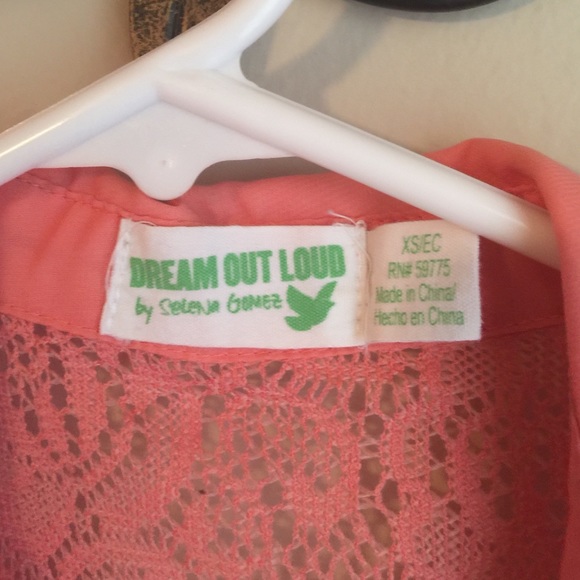 DREAM OUT LOUD
by SELENA GOMEZ
XS/EC
RN# 59775
Made in China/
Hecho en China